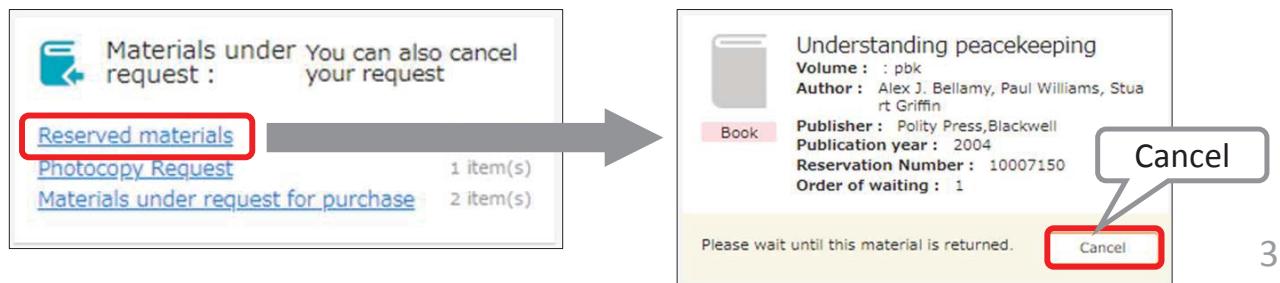 Materials under
request :
You can also cancel
your request
Reserved materials
Photocopy Request 1 item(s)
Materials under request for purchase 2 item(s)
Understanding peacekeeping
Volume : : pbk
Author : Alex J. Bellamy, Paul Williams, Stua
rt Griffin
Book
Publisher : Polity Press,Blackwell
Publication year : 2004
Reservation Number : 10007150
Order of waiting : 1
Cancel
Please wait until this material is returned. Cancel
3